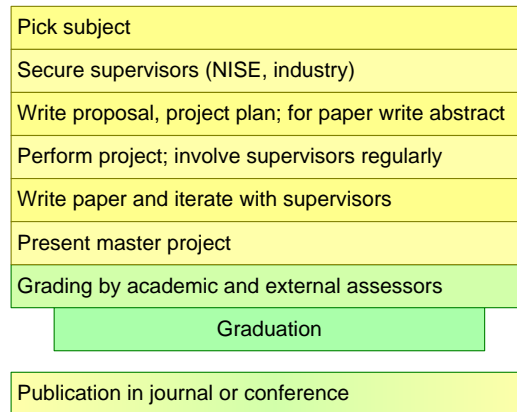 Pick subject
Secure supervisors (NISE, industry)
Write proposal, project plan; for paper write abstract
Perform project; involve supervisors regularly
Write paper and iterate with supervisors
Present master project
Grading by academic and external assessors
Graduation
Publication in journal or conference